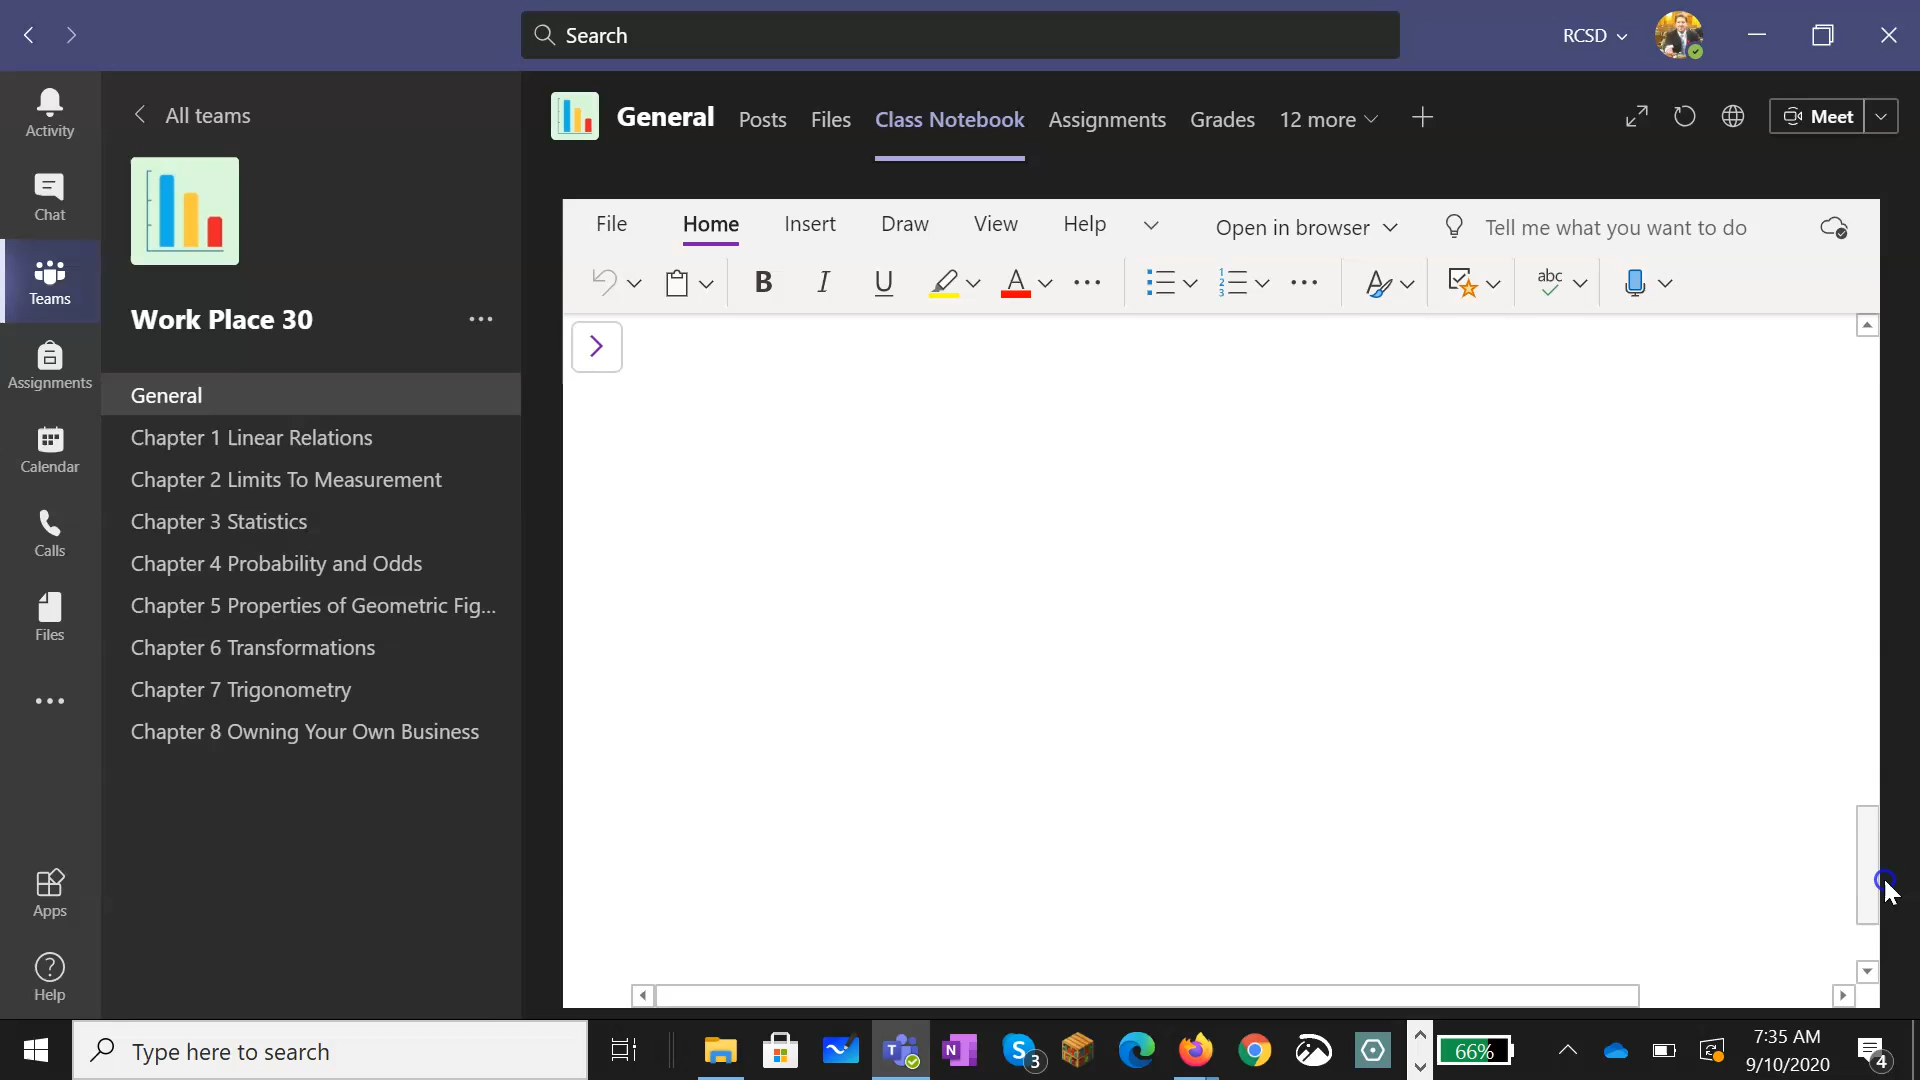 Search
RCSD
Activity
Chat
Teams
Assignments
Calendar
Calls
Files
Apps
Help
All teams
Work Place 30
General
Chapter 1 Linear Relations
Chapter 2 Limits To Measurement
Chapter 3 Statistics
Chapter 4 Probability and Odds
Chapter 5 Properties of Geometric Fig...
Chapter 6 Transformations
Chapter 7 Trigonometry
Chapter 8 Owning Your Own Business
General Posts Files Class Notebook Assignments Grades 12 more Meet
File Home Insert Draw View Help Open in browser Tell me what you want to do
B I U A abc
Type here to search
N
S 3
66%
7:35 AM
9/10/2020
4